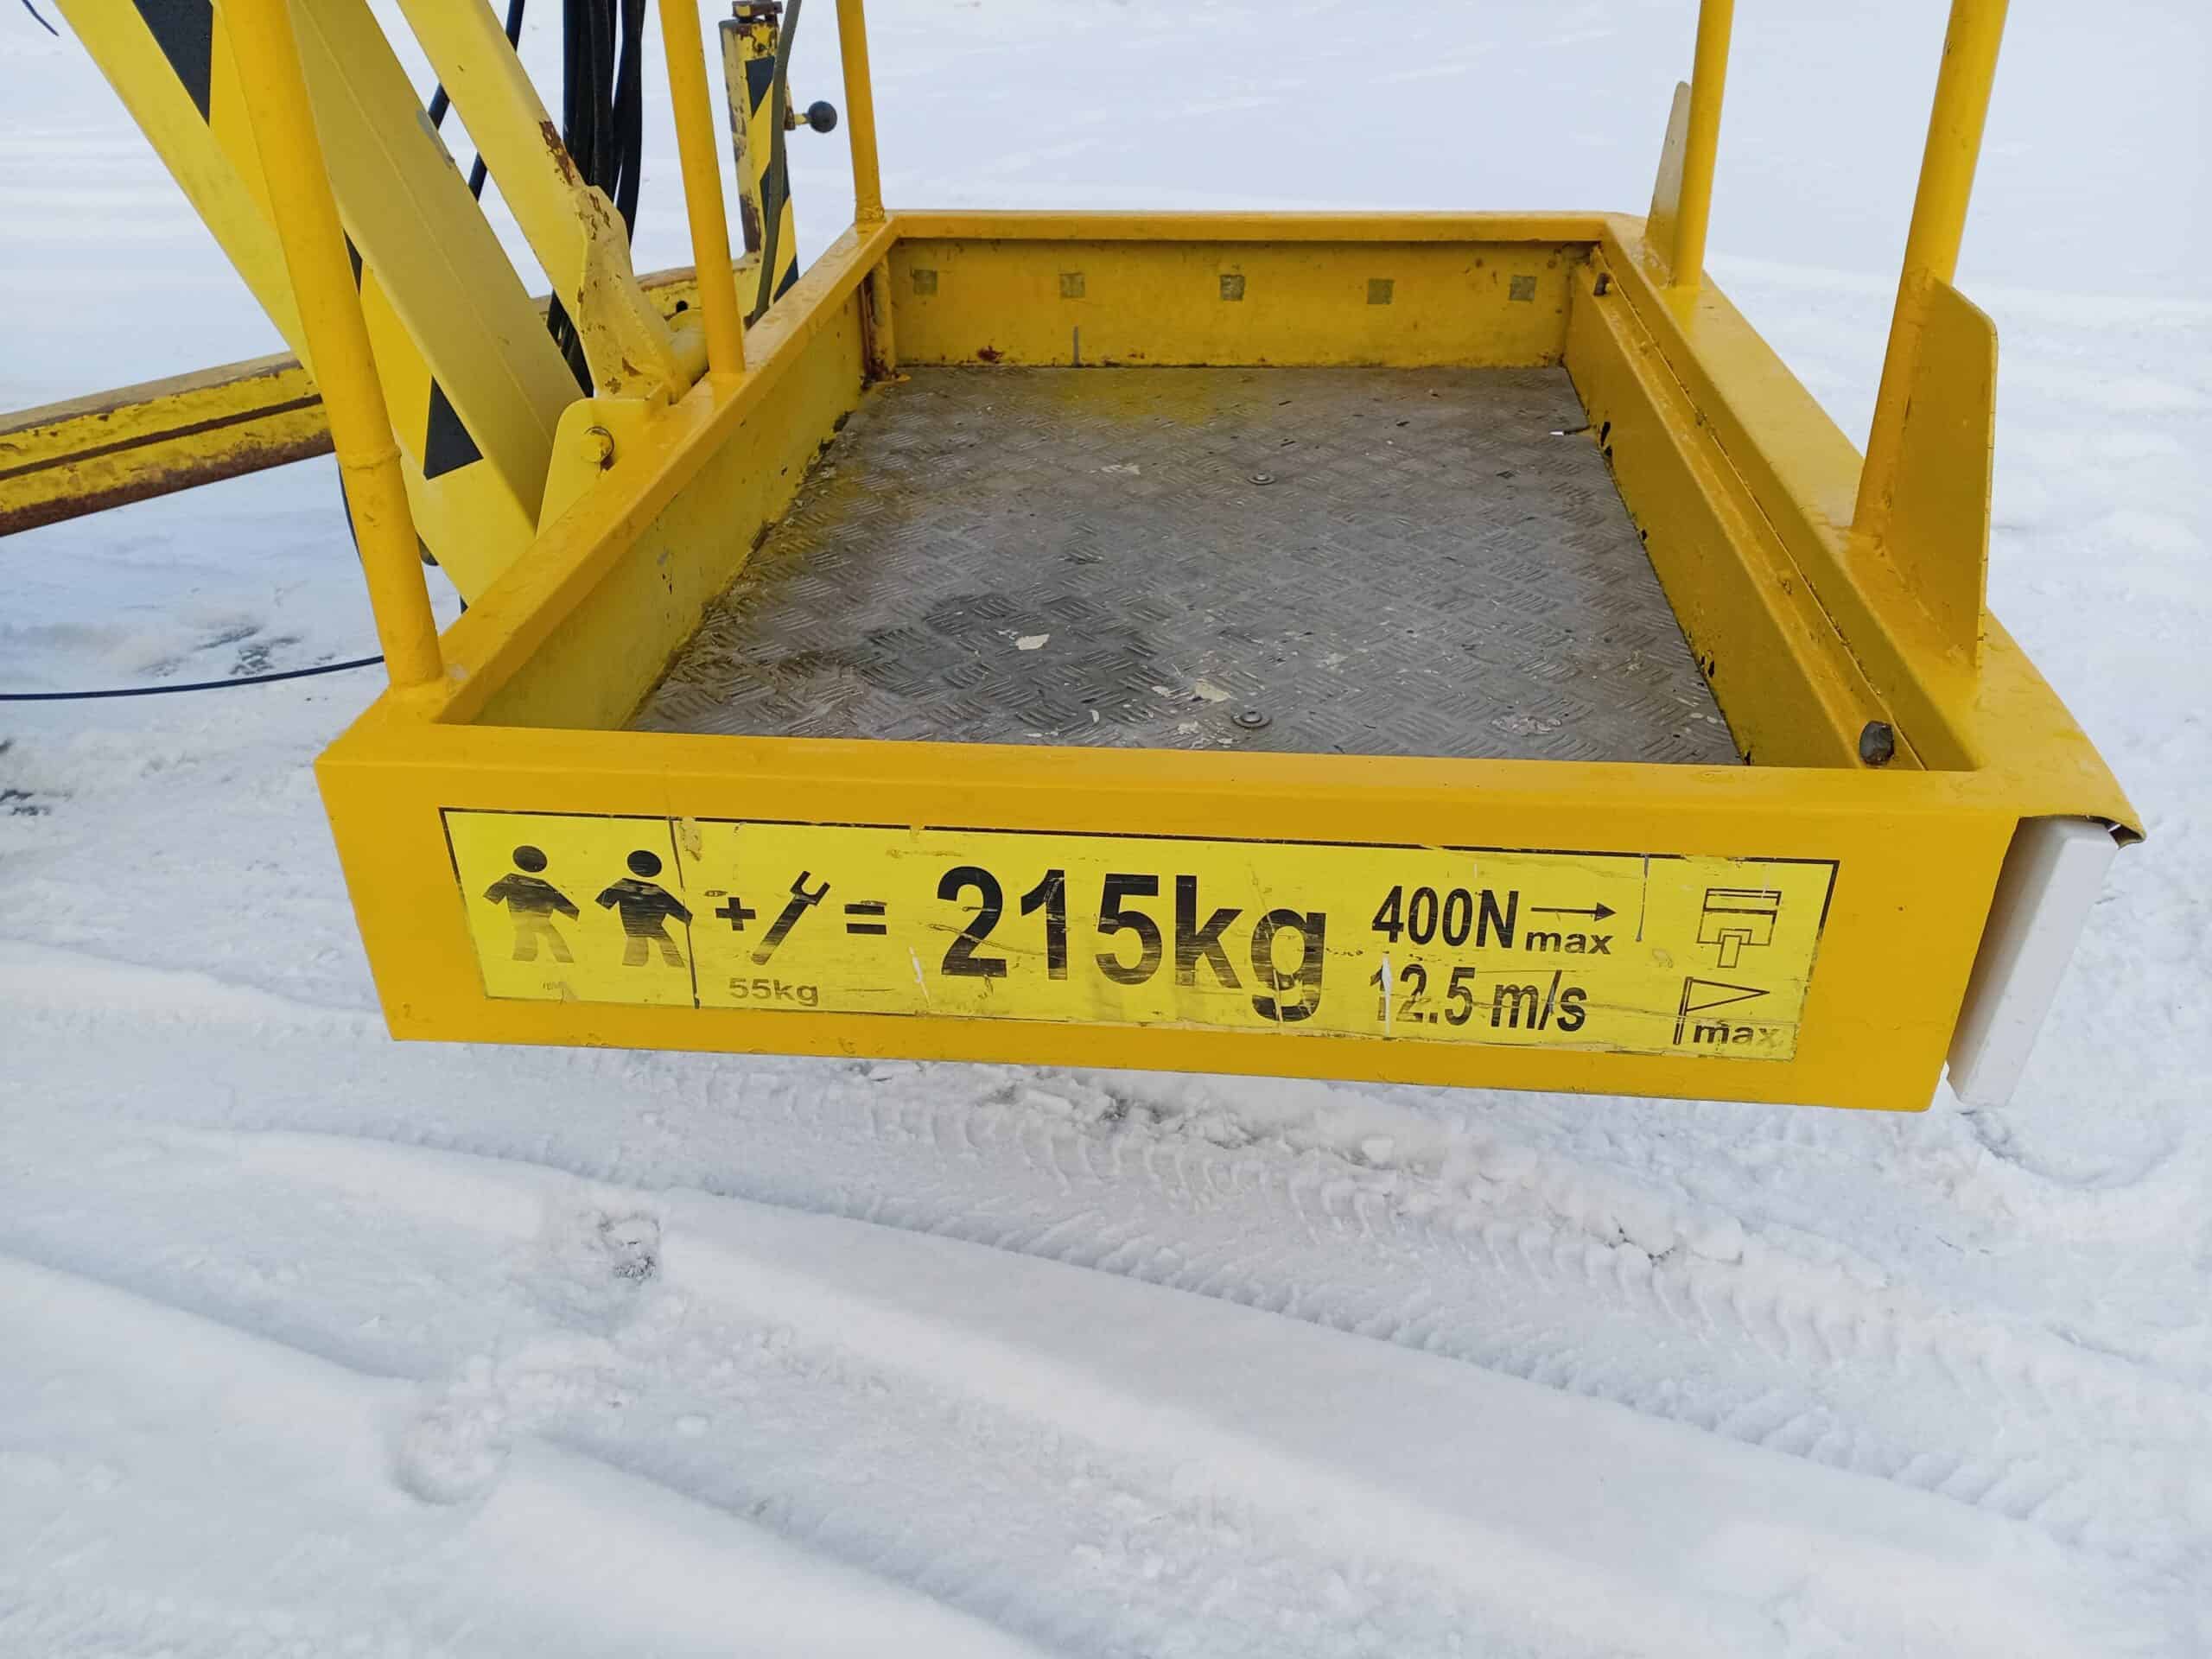 + = 215kg
55kg
400N max
12.5 m/s
max